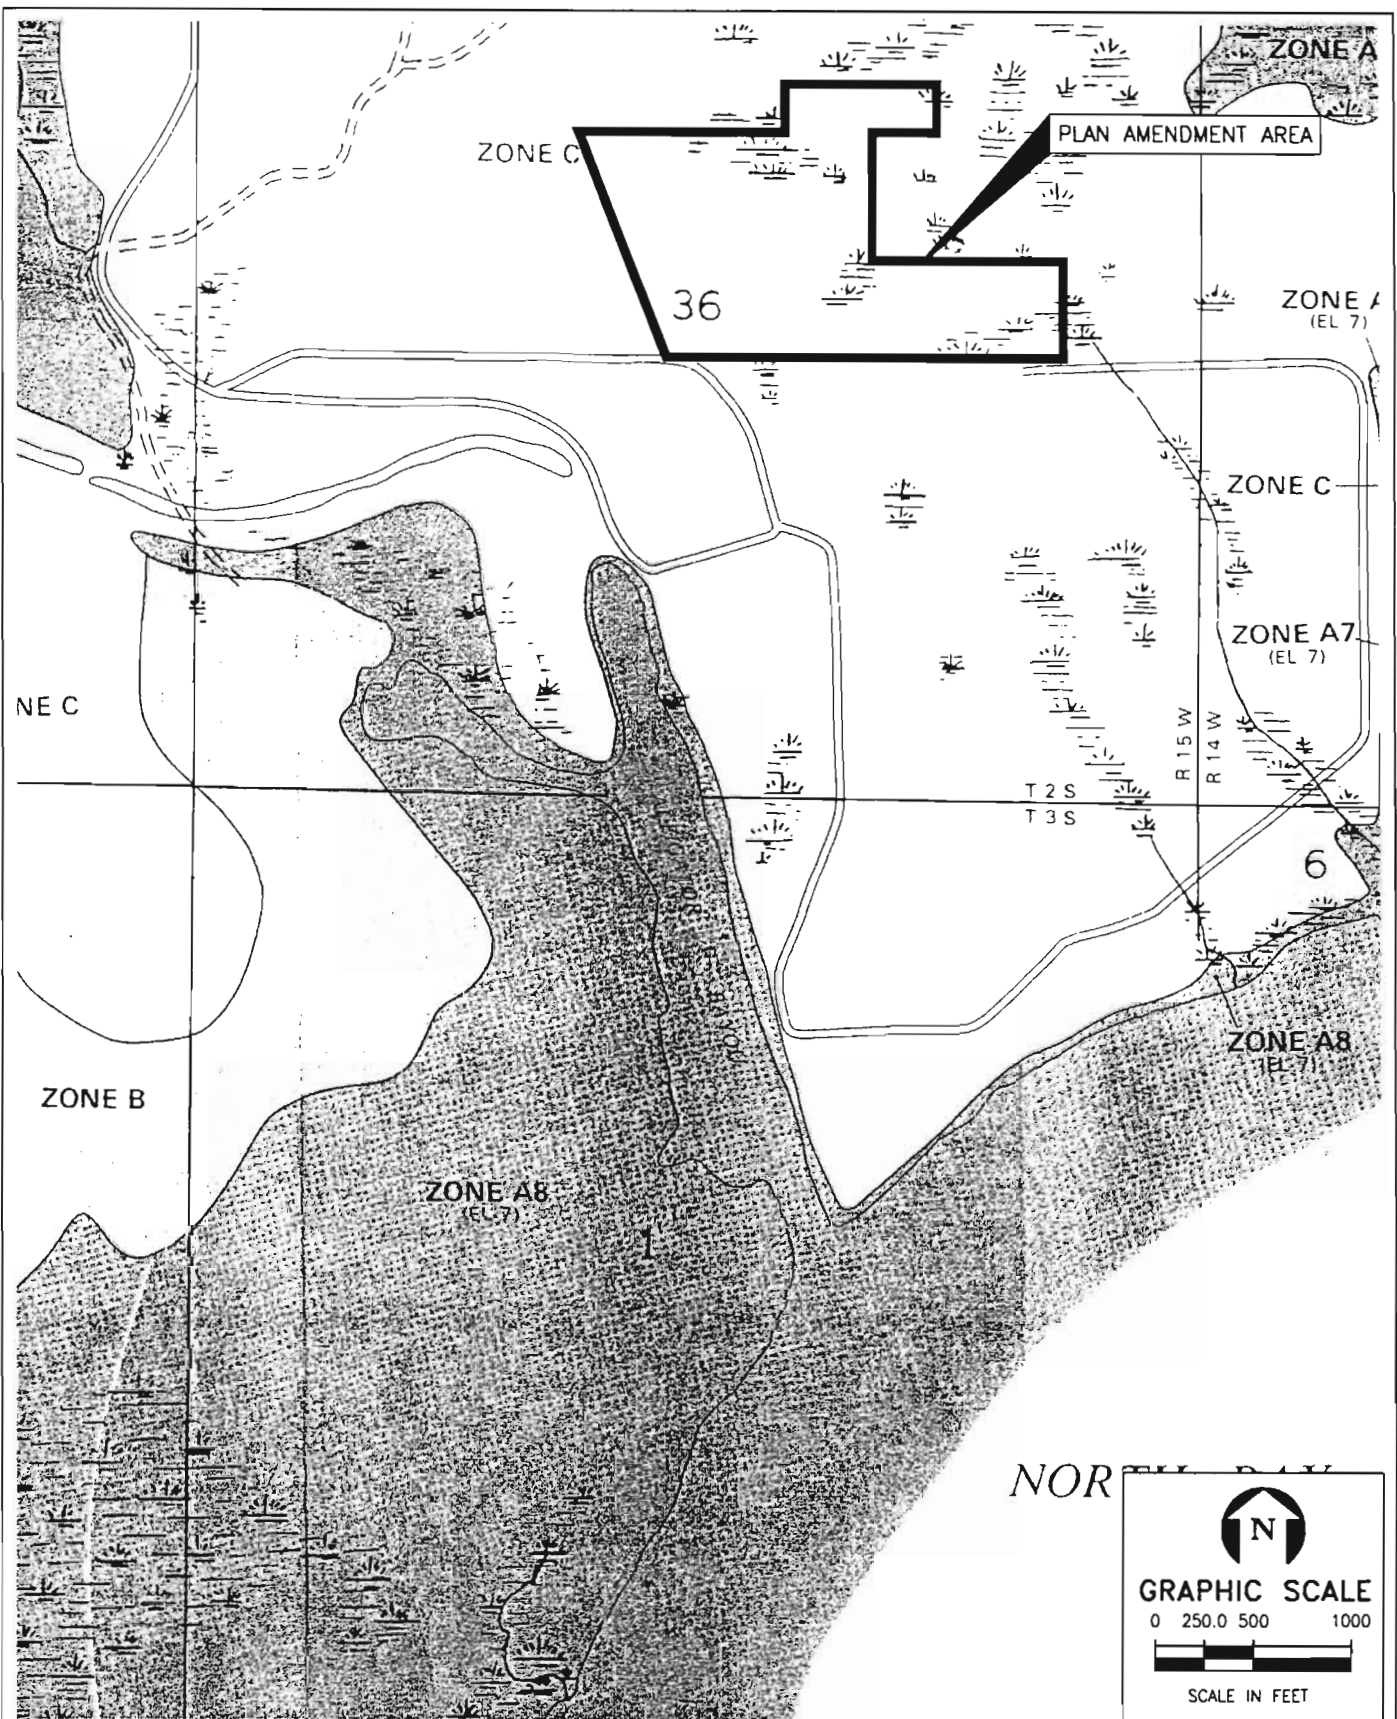 ZONE A
PLAN AMENDMENT AREA
ZONE C
36
ZONE A
(EL 7)
ZONE C
ZONE A7
(EL 7)
NE C
R 15 W
R 14 W
T 2 S
T 3 S
6
ZONE A8
(EL 7)
ZONE B
ZONE A8
(EL 7)
1
NORTH BAY
N
GRAPHIC SCALE
0 250.0 500 1000
SCALE IN FEET